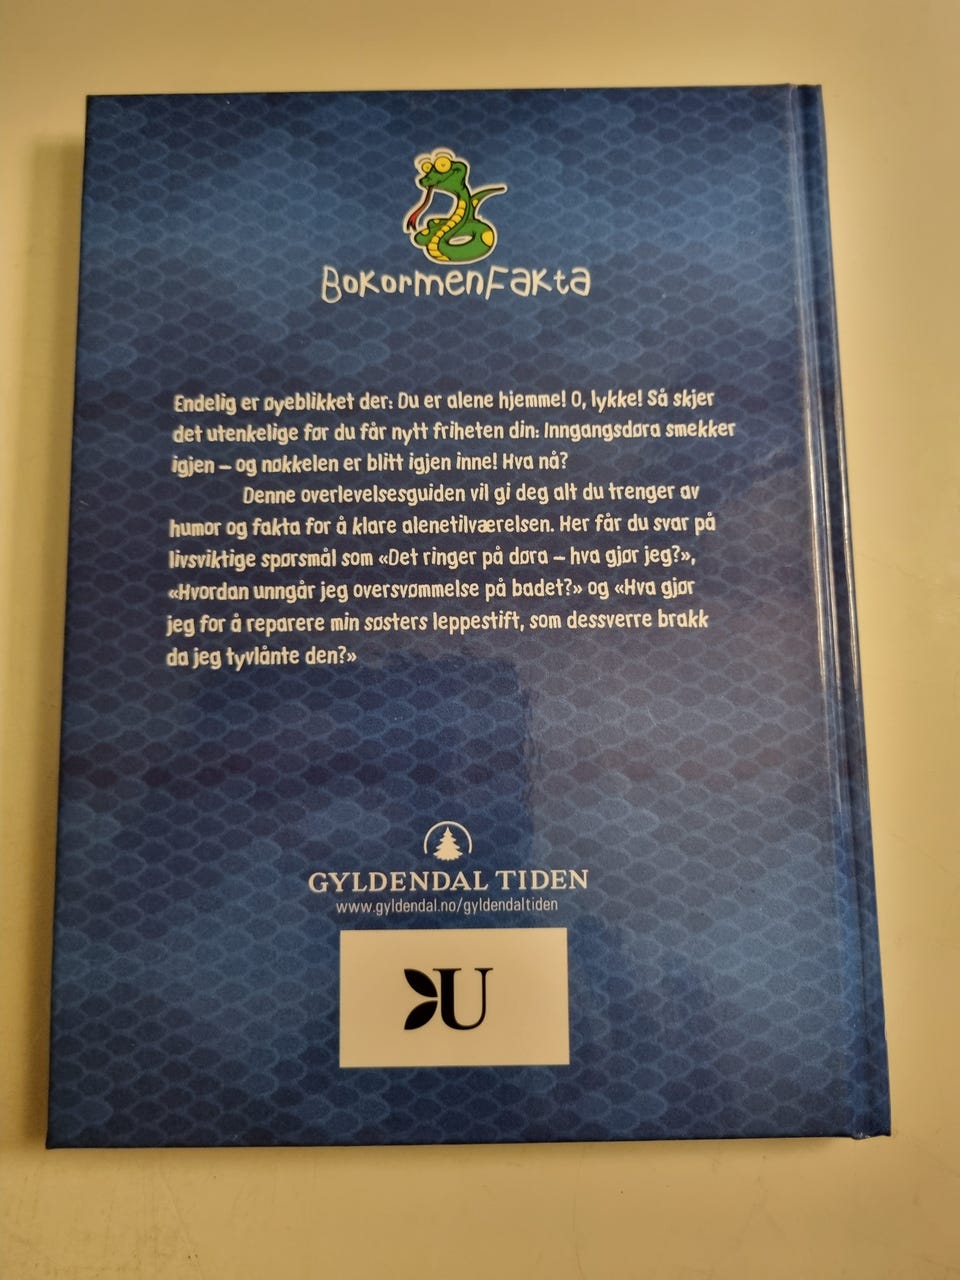 BokormenFakta
Endelig er øyeblikket der: Du er alene hjemme! O, lykke! Så skjer
det utenkelige før du får nytt friheten din: Inngangsdøra smekker
igjen – og nøkkelen er blitt igjen inne! Hva nå?
Denne overlevelsesguiden vil gi deg alt du trenger av
humor og fakta for å klare alenetilværelsen. Her får du svar på
livsviktige spørsmål som «Det ringer på døra – hva gjør jeg?»,
«Hvordan unngår jeg oversvømmelse på badet?» og «Hva gjør
jeg for å reparere min søsters leppestift, som dessverre brakk
da jeg tyvlånte den?»
GYLDENDAL TIDEN
www.gyldendal.no/gyldendaltiden
U